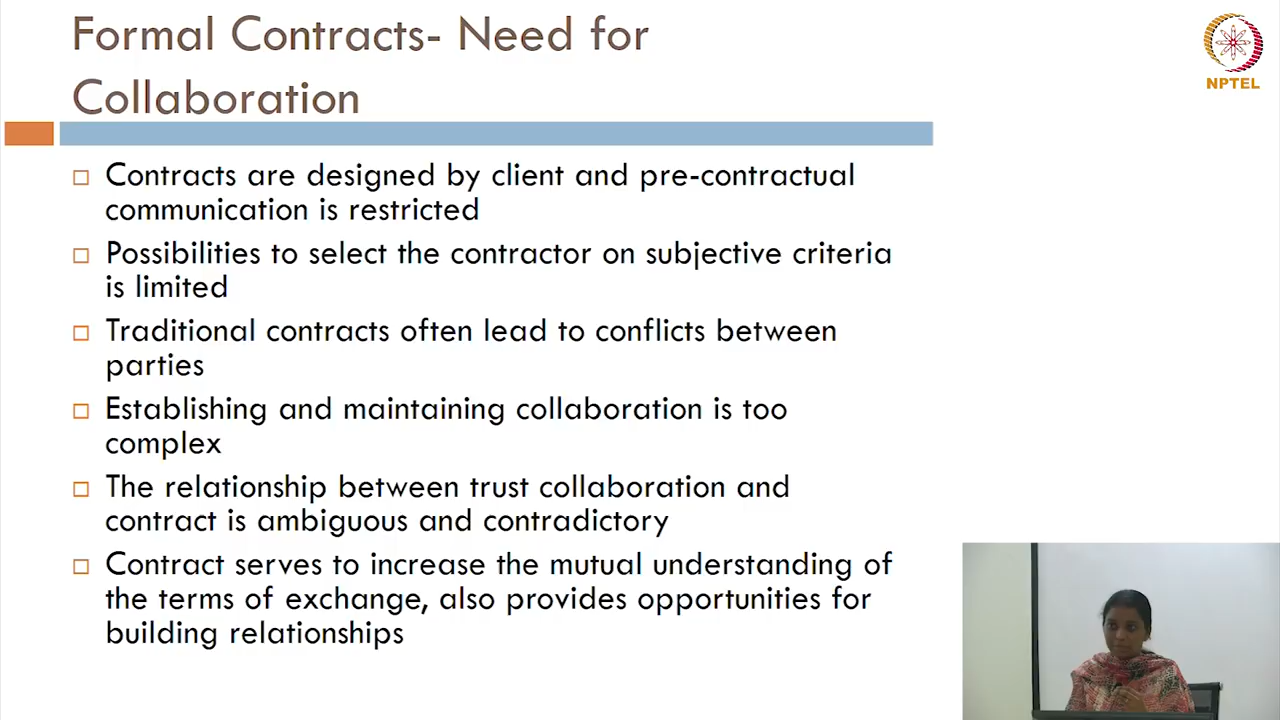 Formal Contracts- Need for
Collaboration
NPTEL
Contracts are designed by client and pre-contractual
communication is restricted
Possibilities to select the contractor on subjective criteria
is limited
Traditional contracts often lead to conflicts between
parties
Establishing and maintaining collaboration is too
complex
The relationship between trust collaboration and
contract is ambiguous and contradictory
Contract serves to increase the mutual understanding of
the terms of exchange, also provides opportunities for
building relationships